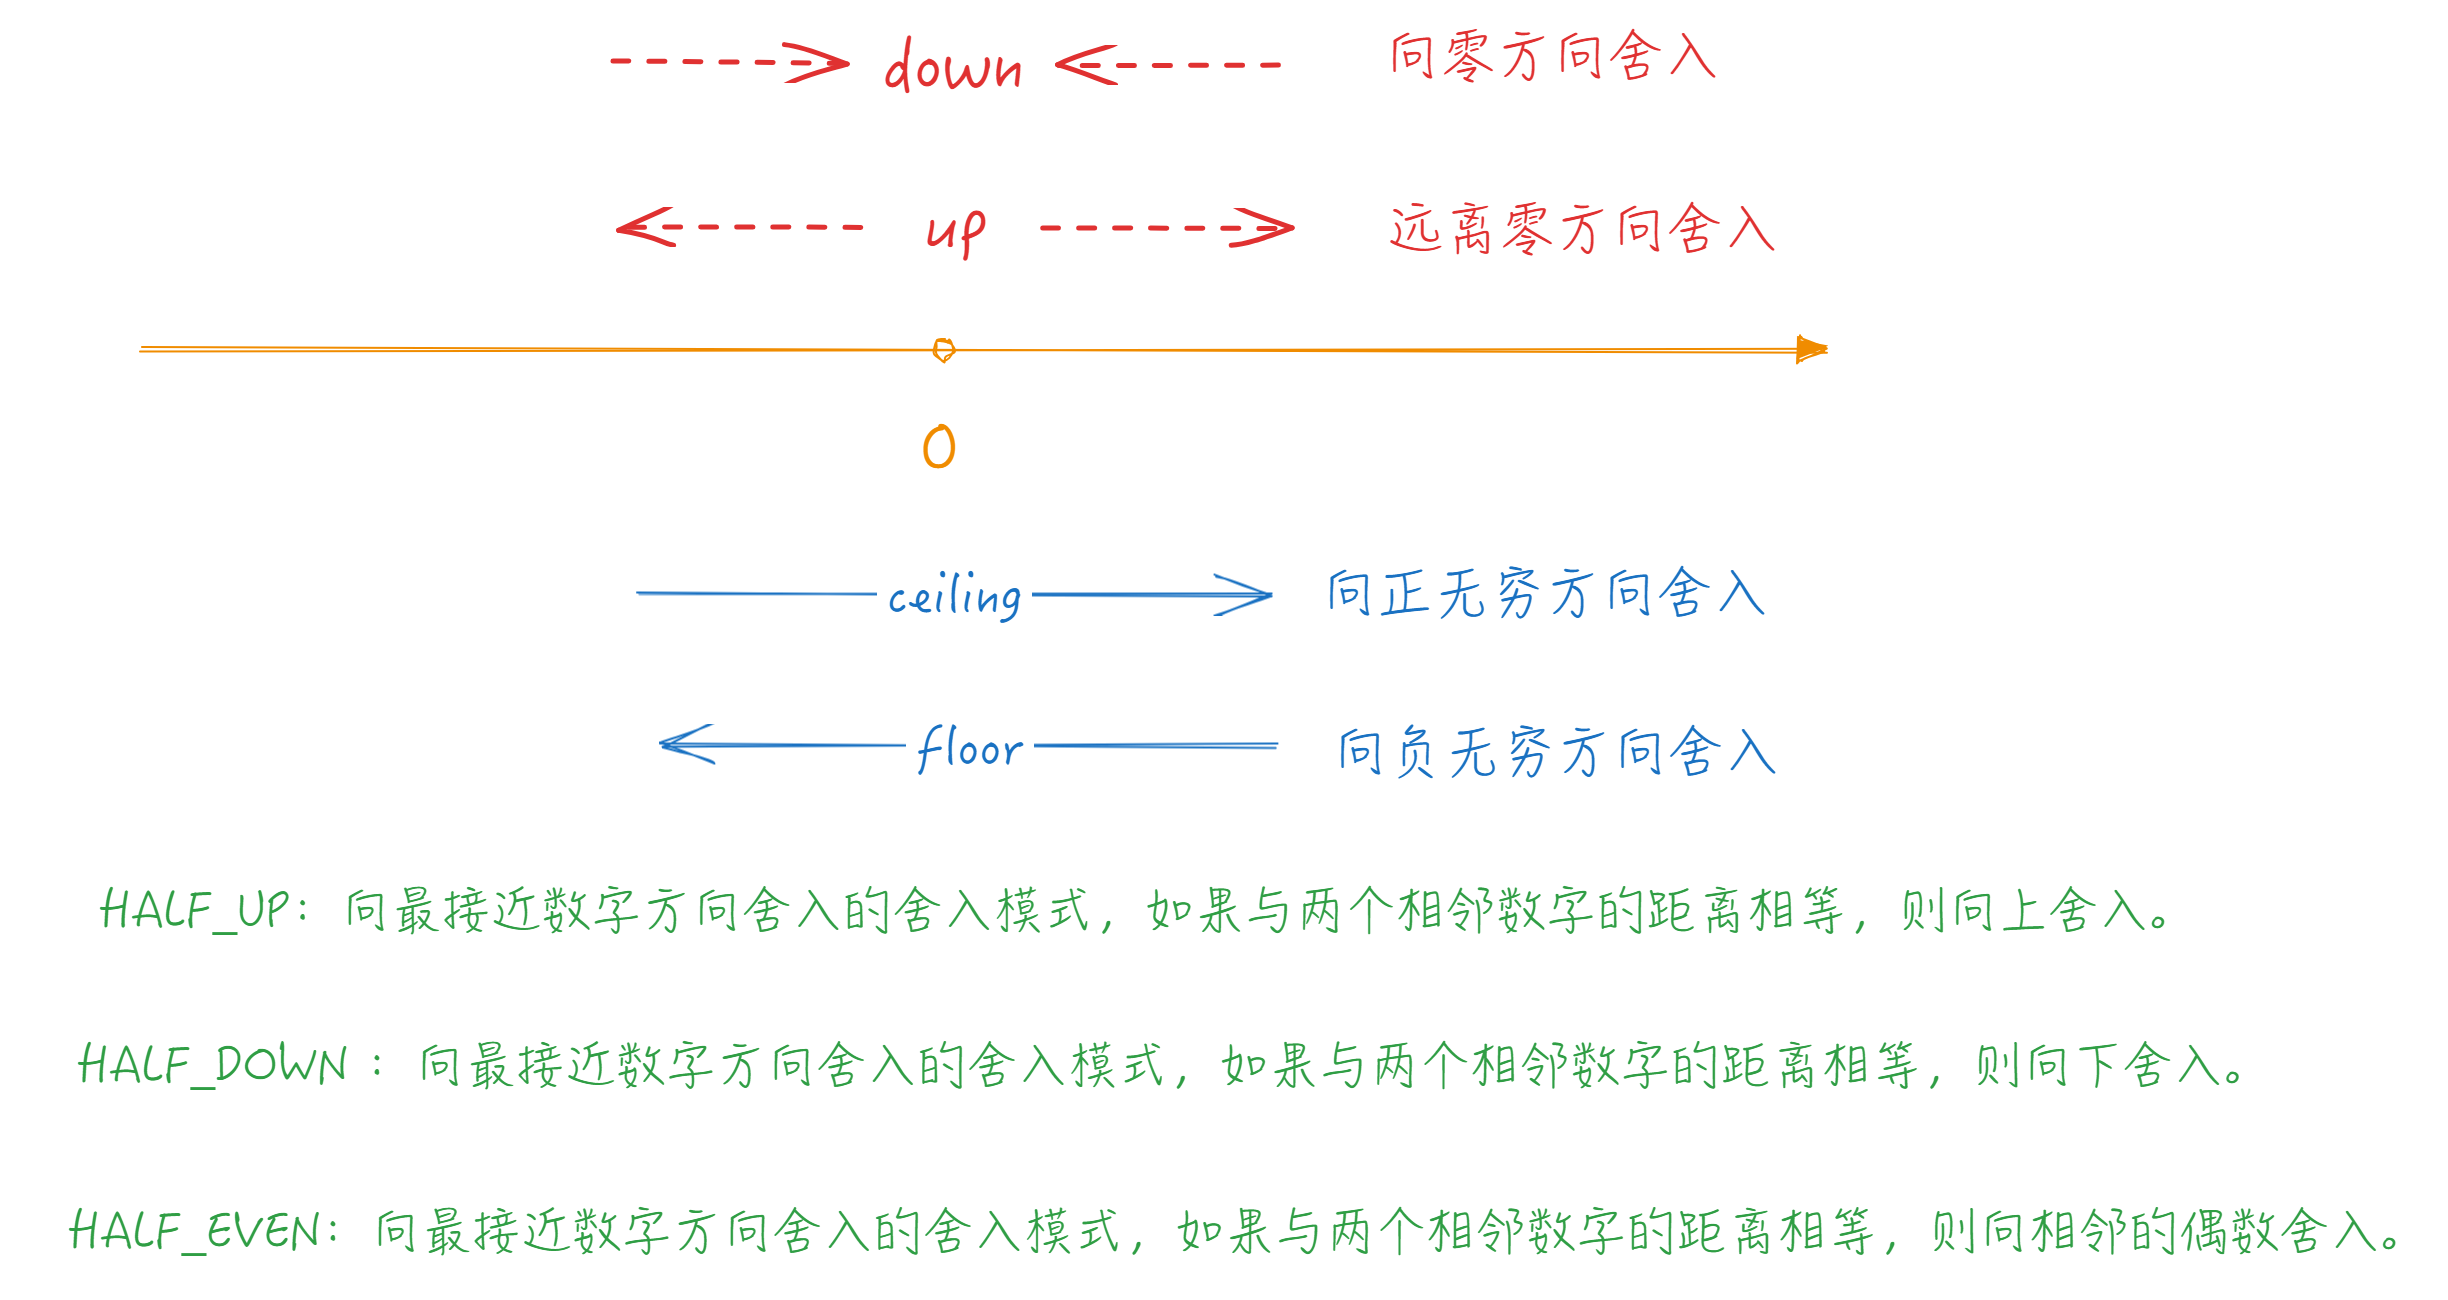 down 向零方向舍入
up 远离零方向舍入
0
ceiling 向正无穷方向舍入
floor 向负无穷方向舍入
HALF_UP: 向最接近数字方向舍入的舍入模式，如果与两个相邻数字的距离相等，则向上舍入。
HALF_DOWN : 向最接近数字方向舍入的舍入模式，如果与两个相邻数字的距离相等，则向下舍入。
HALF_EVEN: 向最接近数字方向舍入的舍入模式，如果与两个相邻数字的距离相等，则向相邻的偶数舍入。